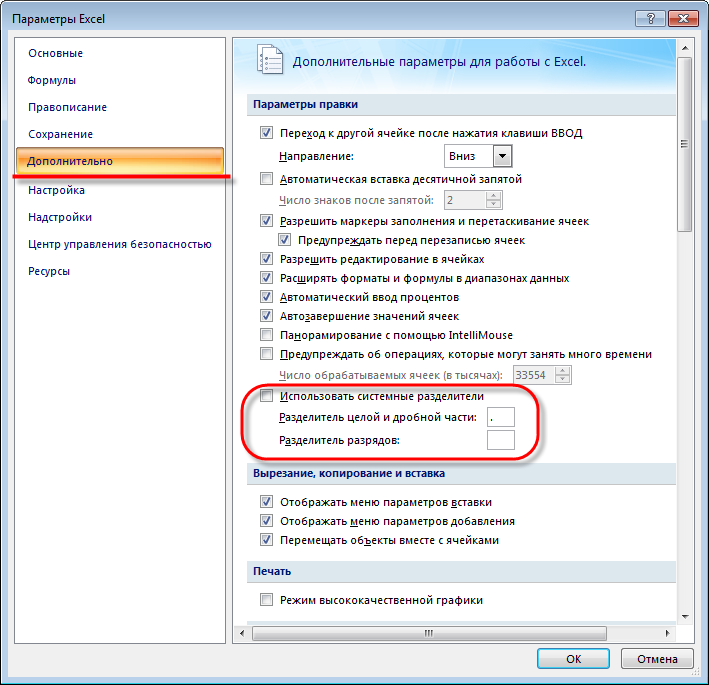 Параметры Excel
Основные
Формулы
Правописание
Сохранение
Дополнительно
Настройка
Надстройки
Центр управления безопасностью
Ресурсы
Дополнительные параметры для работы с Excel.
Параметры правки
Переход к другой ячейке после нажатия клавиши ВВОД
Направление: Вниз
Автоматическая вставка десятичной запятой
Число знаков после запятой: 2
Разрешить маркеры заполнения и перетаскивание ячеек
Предупреждать перед перезаписью ячеек
Разрешить редактирование в ячейках
Расширять форматы и формулы в диапазонах данных
Автоматический ввод процентов
Автозавершение значений ячеек
Панорамирование с помощью IntelliMouse
Предупреждать об операциях, которые могут занять много времени
Число обрабатываемых ячеек (в тысячах): 33554
Использовать системные разделители
Разделитель целой и дробной части: .
Разделитель разрядов:
Вырезание, копирование и вставка
Отображать меню параметров вставки
Отображать меню параметров добавления
Перемещать объекты вместе с ячейками
Печать
Режим высококачественной графики
ОК Отмена